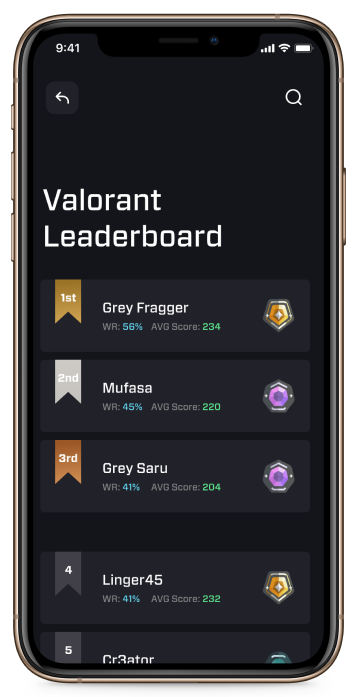 9:41
Valorant
Leaderboard
1st
Grey Fragger
WR: 56% AVG Score: 234
2nd
Mufasa
WR: 45% AVG Score: 220
3rd
Grey Saru
WR: 41% AVG Score: 204
4
Linger45
WR: 41% AVG Score: 232
5
Cr3ator